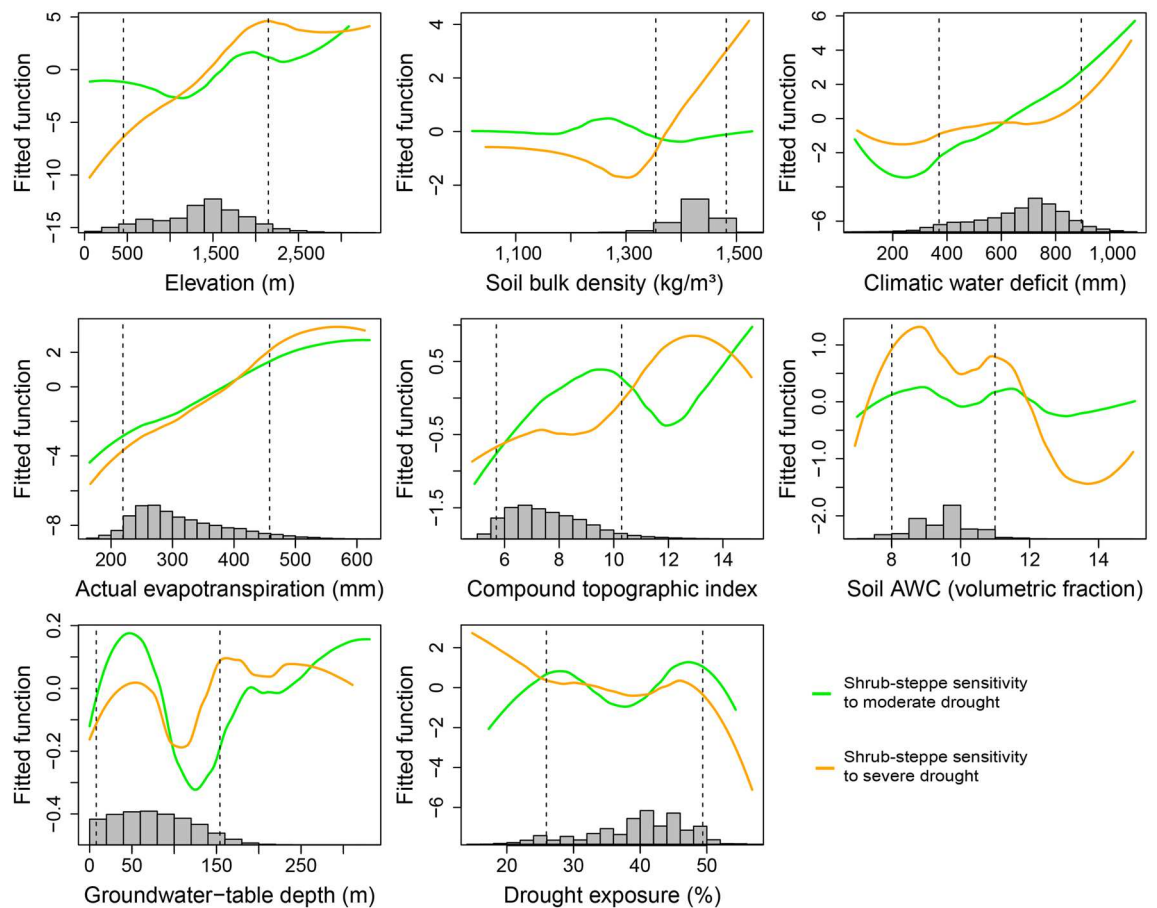 5
0
−5
−10
−15
Fitted function
0 500 1,500 2,500
Elevation (m)
4
2
0
−2
Fitted function
1,100 1,300 1,500
Soil bulk density (kg/m³)
6
4
2
0
−2
−6
Fitted function
200 400 600 800 1,000
Climatic water deficit (mm)
2
0
−4
−8
Fitted function
200 300 400 500 600
Actual evapotranspiration (mm)
0.5
−0.5
−1.5
Fitted function
6 8 10 12 14
Compound topographic index
1.0
0.0
−1.0
−2.0
Fitted function
8 10 12 14
Soil AWC (volumetric fraction)
0.2
0.0
−0.2
−0.4
Fitted function
0 50 150 250
Groundwater−table depth (m)
2
0
−2
−6
Fitted function
20 30 40 50
Drought exposure (%)
Shrub-steppe sensitivity
to moderate drought
Shrub-steppe sensitivity
to severe drought